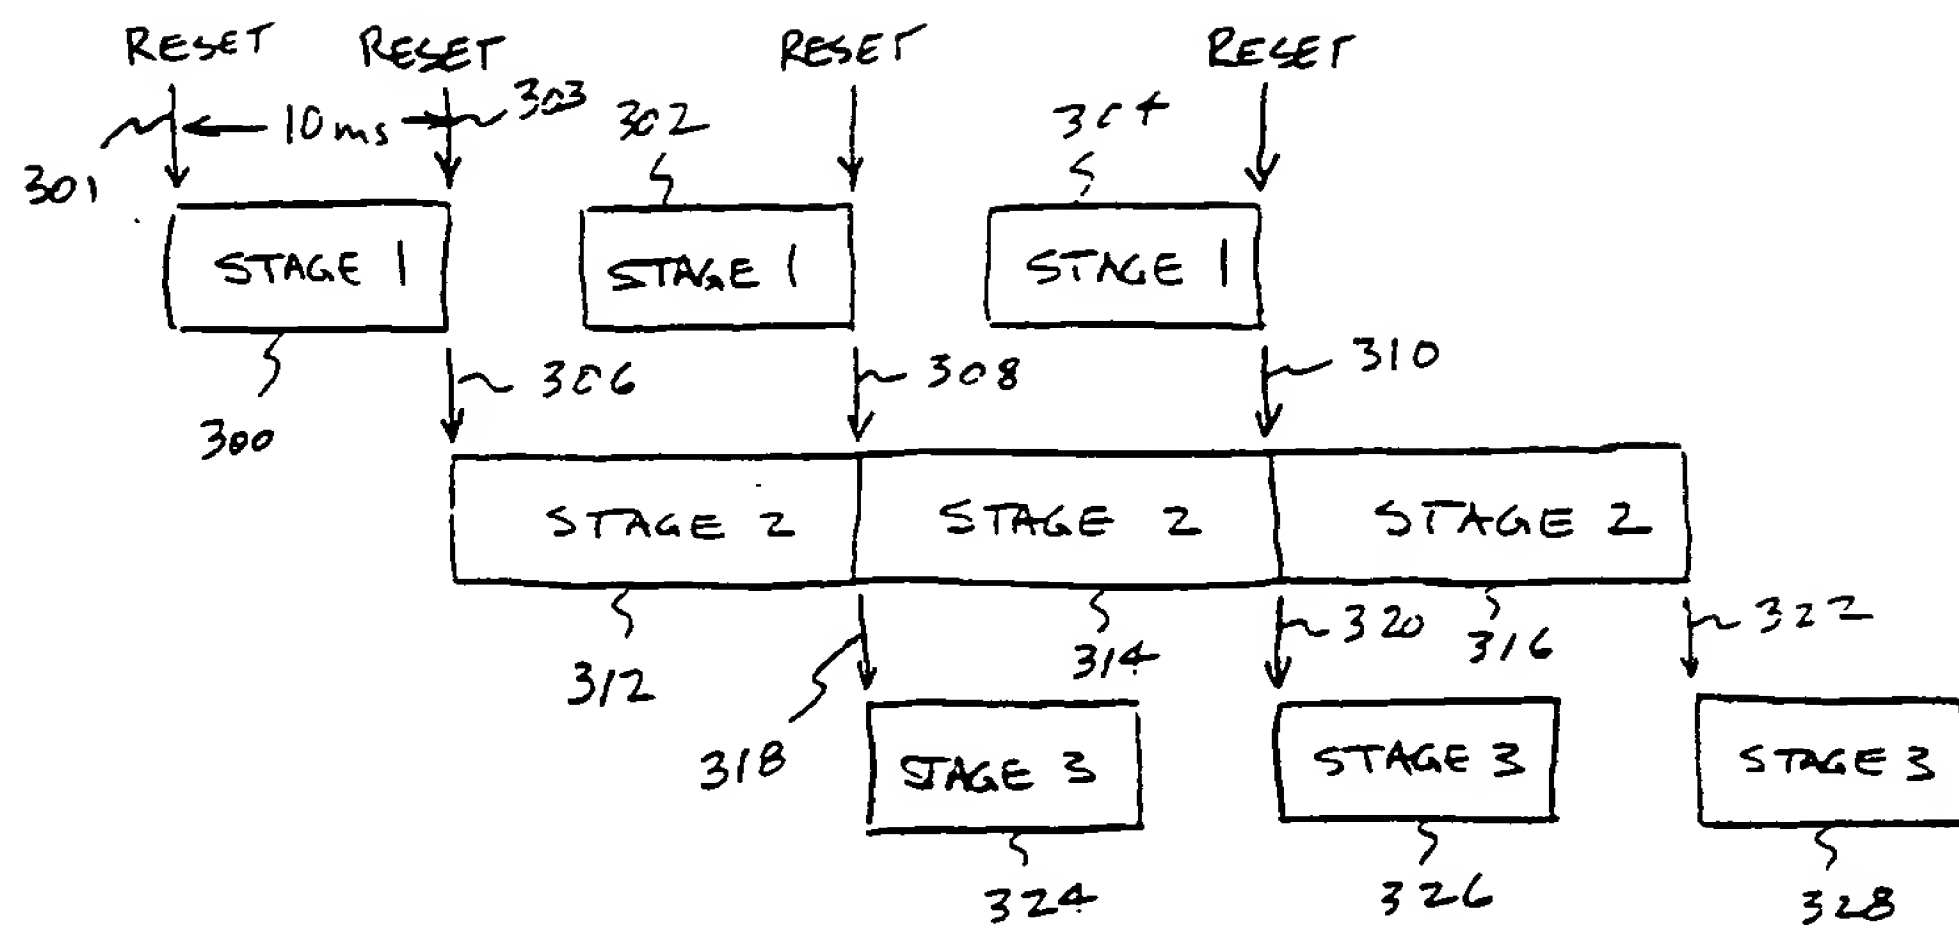 RESET RESET RESET RESET
10 ms 303 302 304
301
STAGE 1 STAGE 1 STAGE 1
306 308 310
300
STAGE 2 STAGE 2 STAGE 2
320 322
312 314 316
318
STAGE 3 STAGE 3 STAGE 3
324 326 328